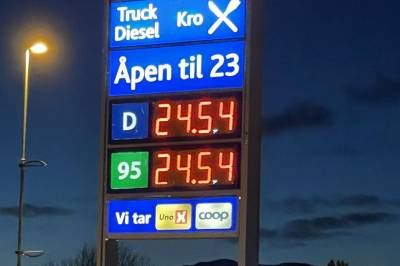 Truck Kro
Diesel
Åpen til 23
D 24.54
95 24.54
Vi tar Uno X coop